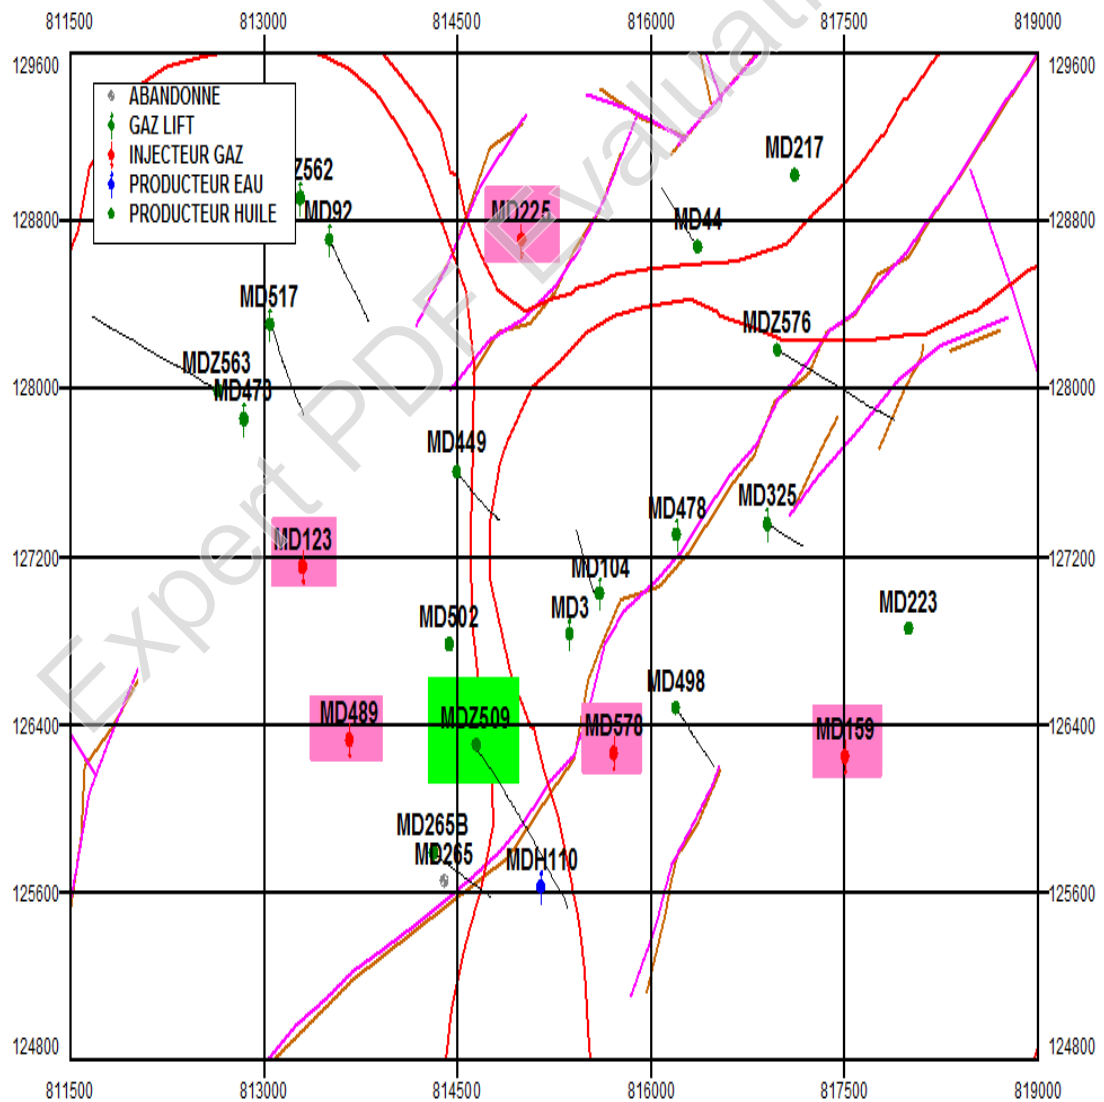 811500 813000 814500 816000 817500 819000
129600 129600
ABANDONNE
GAZ LIFT
INJECTEUR GAZ
PRODUCTEUR EAU
PRODUCTEUR HUILE
MD217
Z562
MD92
MD225
MD44
128800 128800
MD517
MDZ576
MDZ563
MD473
128000 128000
MD449
MD478
MD325
MD123
127200 127200
MD104
MD3
MD502
MD223
MD498
MD489
MDZ509
MD578
MD159
126400 126400
MD265B
MD265
MDH110
125600 125600
124800 124800
811500 813000 814500 816000 817500 819000
Expert PDF Evaluati